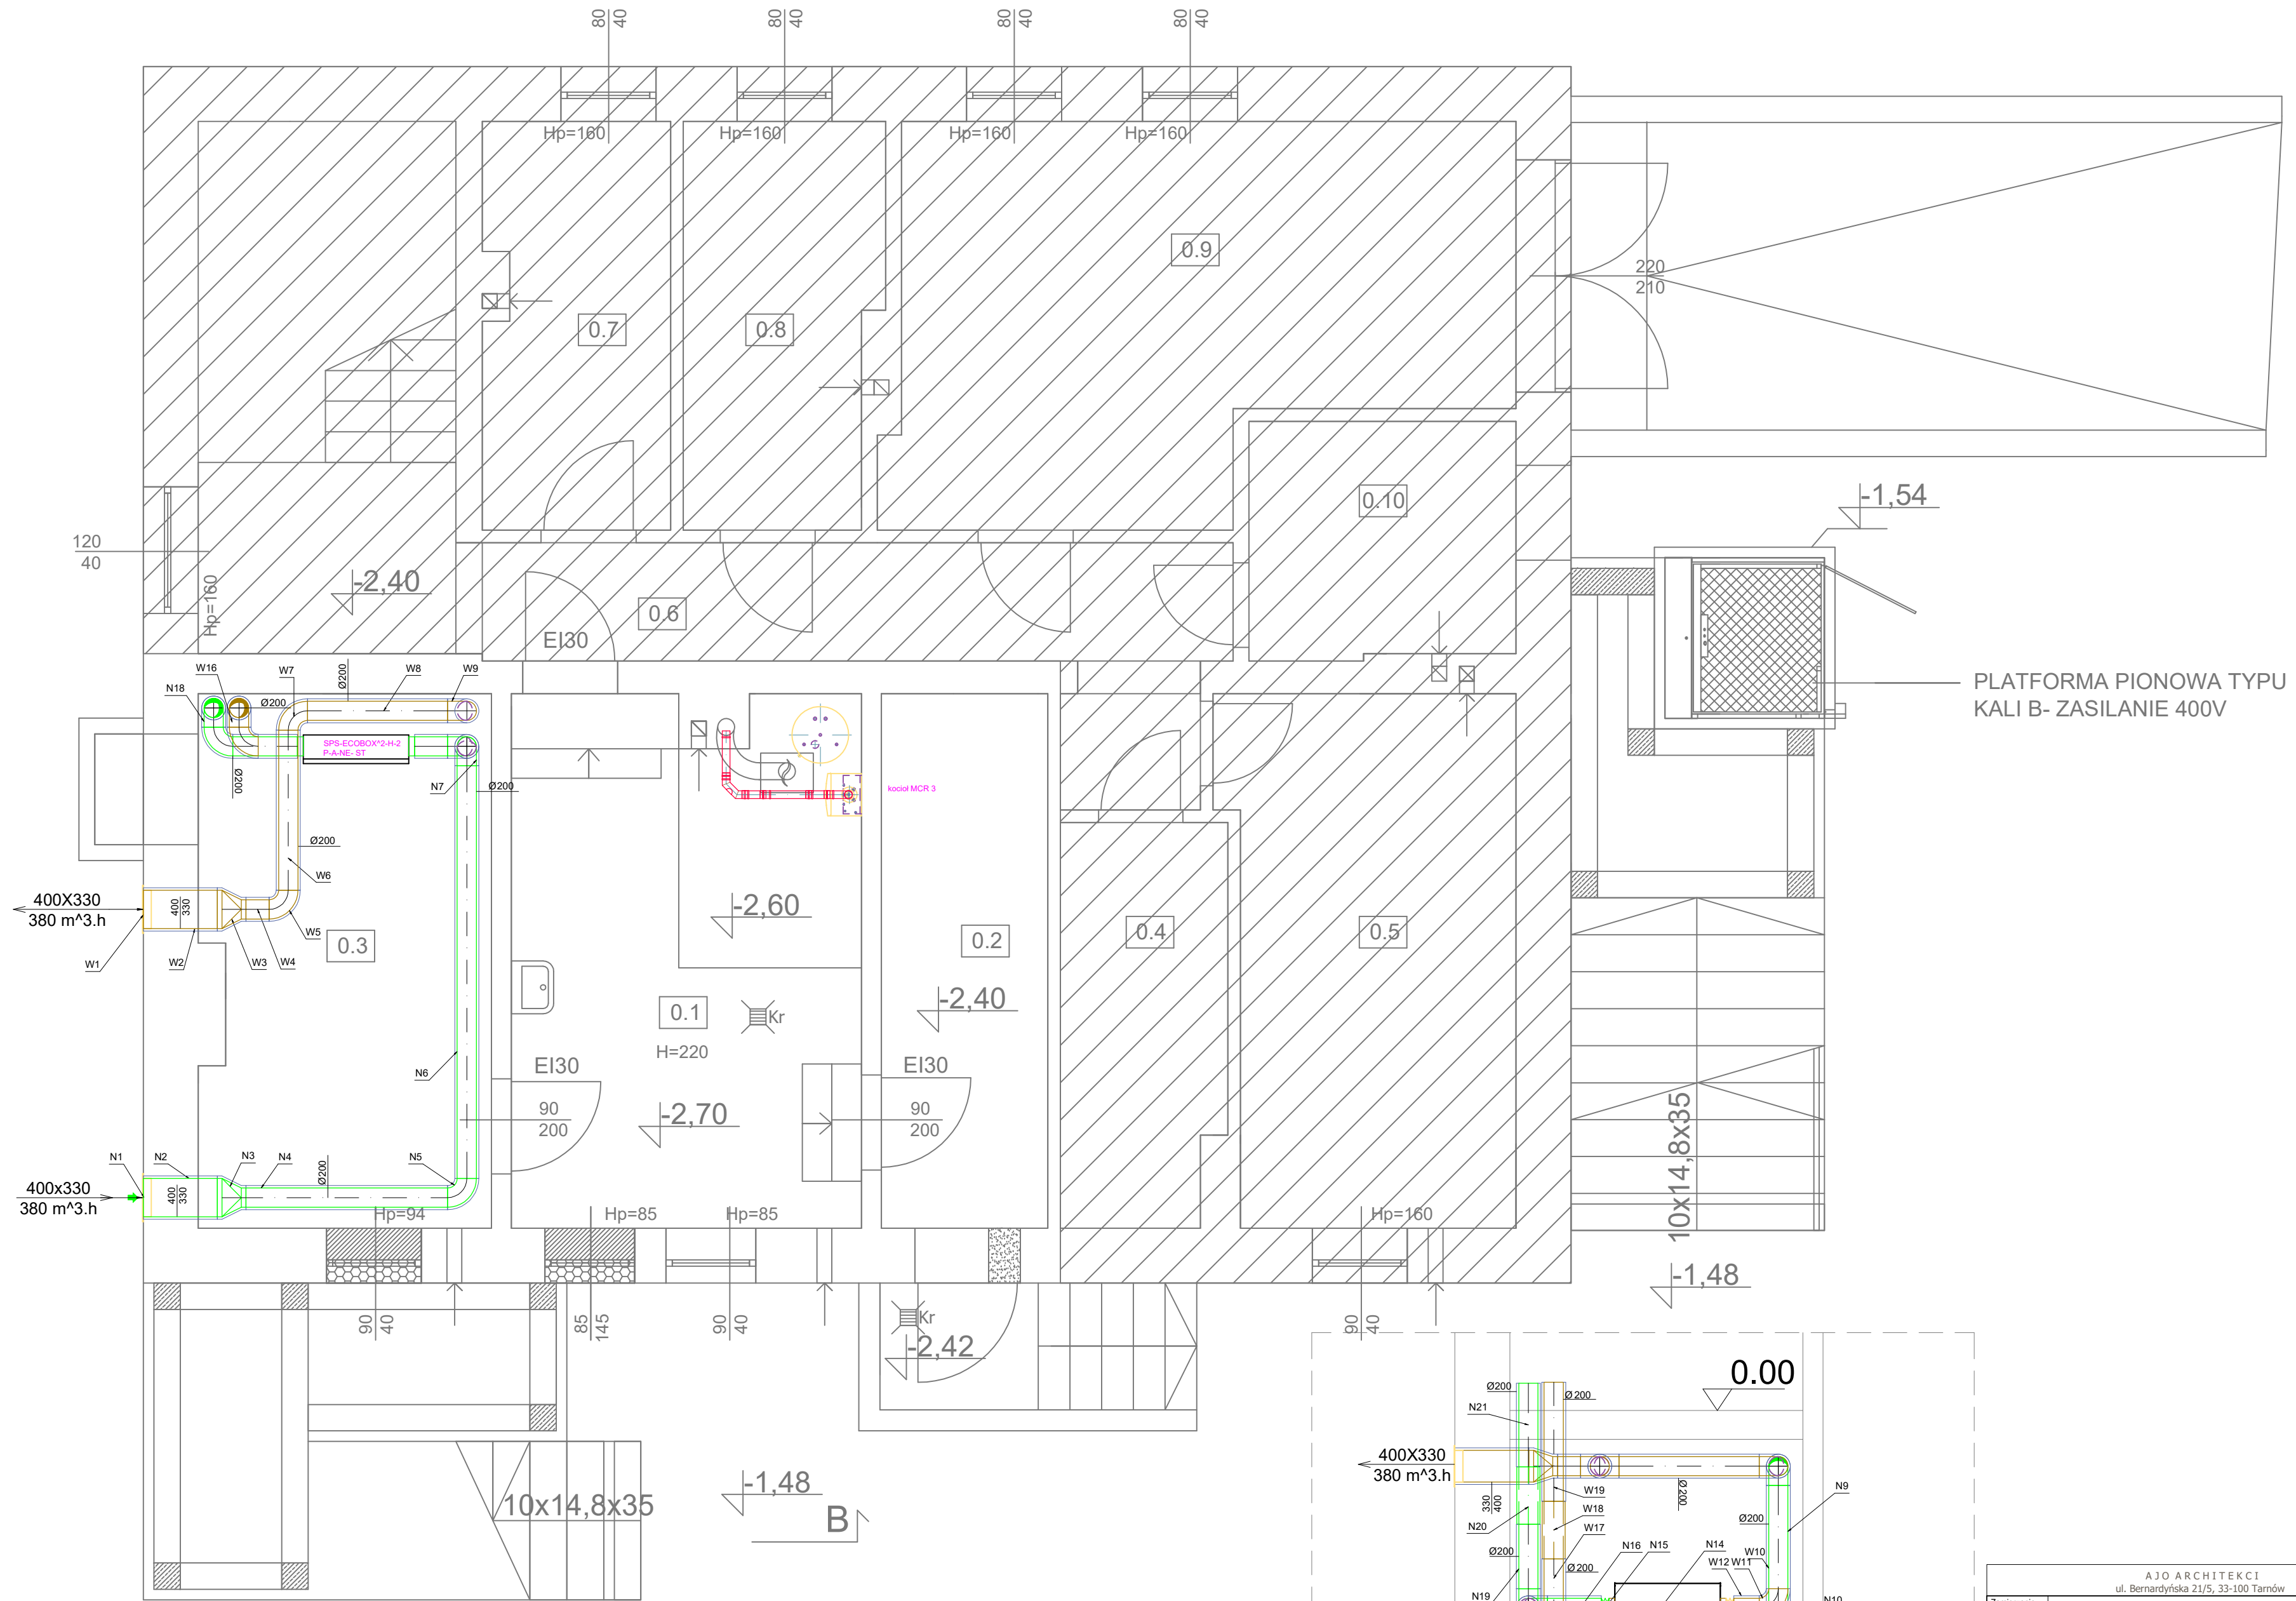 80
40
80
40
80
40
80
40
Hp=160
Hp=160
Hp=160
Hp=160
0.9
220
210
0.7
0.8
0.10
-1,54
120
40
Hp=160
-2,40
0.6
EI30
PLATFORMA PIONOWA TYPU
KALI B- ZASILANIE 400V
W16
W7
Ø200
W8
W9
N18
Ø200
SPS-ECOBOX^2-H-2
P-A-NE- ST
Ø200
N7
Ø200
kocioł MCR 3
Ø200
W6
400X330
380 m^3.h
400
330
W5
W1
W2
W3
W4
0.3
-2,60
0.2
0.4
0.5
-2,40
0.1
Kr
H=220
N6
EI30
EI30
90
200
-2,70
90
200
10x14,8x35
N1
N2
N3
N4
Ø200
N5
400x330
380 m^3.h
400
330
Hp=94
Hp=85
Hp=85
Hp=160
-1,48
90
40
85
145
90
40
Kr
-2,42
90
40
0.00
Ø200
Ø200
N21
400X330
380 m^3.h
330
400
W19
Ø200
N9
W18
N20
W17
Ø200
Ø200
N16
N15
N14
W12
W11
W10
Ø200
N19
N10
-1,48
10x14,8x35
B
AJO ARCHITEKCI
ul. Bernardyńska 21/5, 33-100 Tarnów